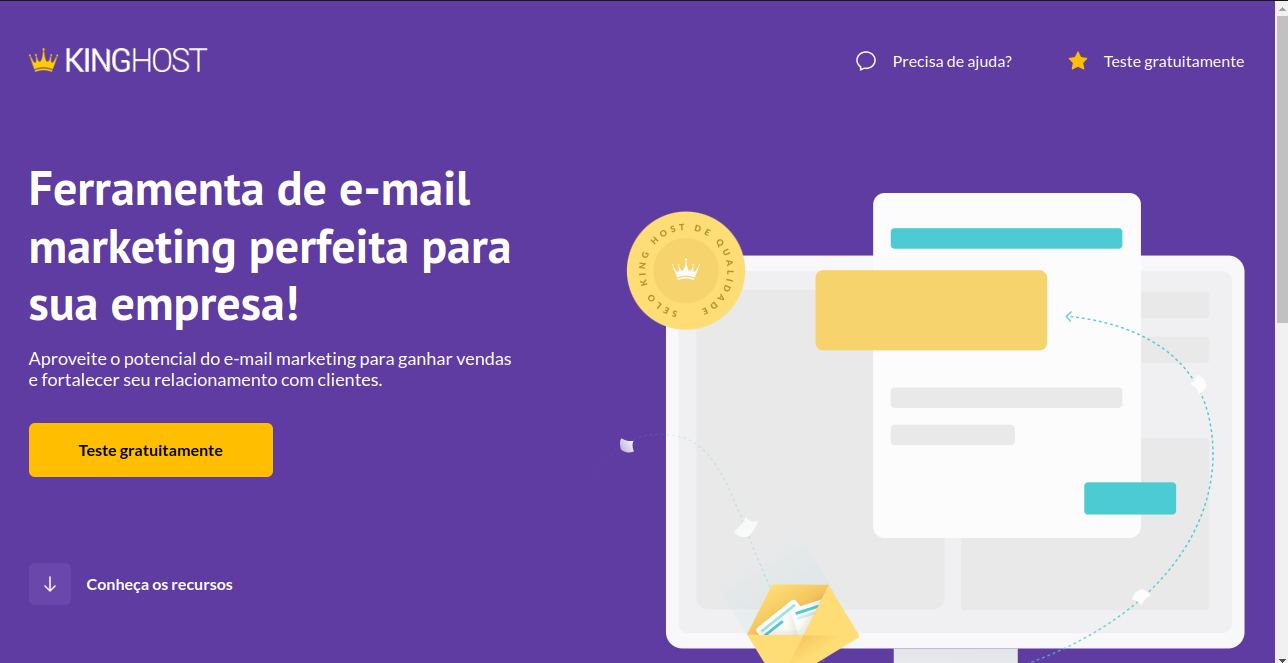 KINGHOST
Precisa de ajuda?
Teste gratuitamente
Ferramenta de e-mail
marketing perfeita para
sua empresa!
Aproveite o potencial do e-mail marketing para ganhar vendas
e fortalecer seu relacionamento com clientes.
Teste gratuitamente
Conheça os recursos
SELO KING HOST DE QUALIDADE